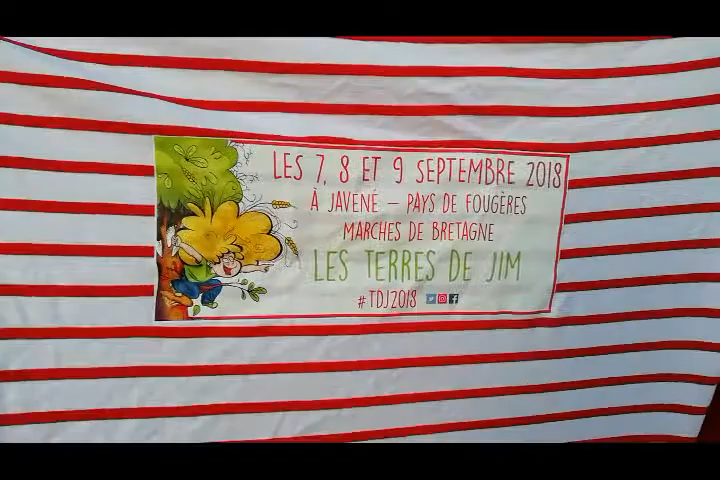 LES 7, 8 ET 9 SEPTEMBRE 2018
À JAVENÉ – PAYS DE FOUGÈRES
MARCHES DE BRETAGNE
LES TERRES DE JIM
#TDJ2018